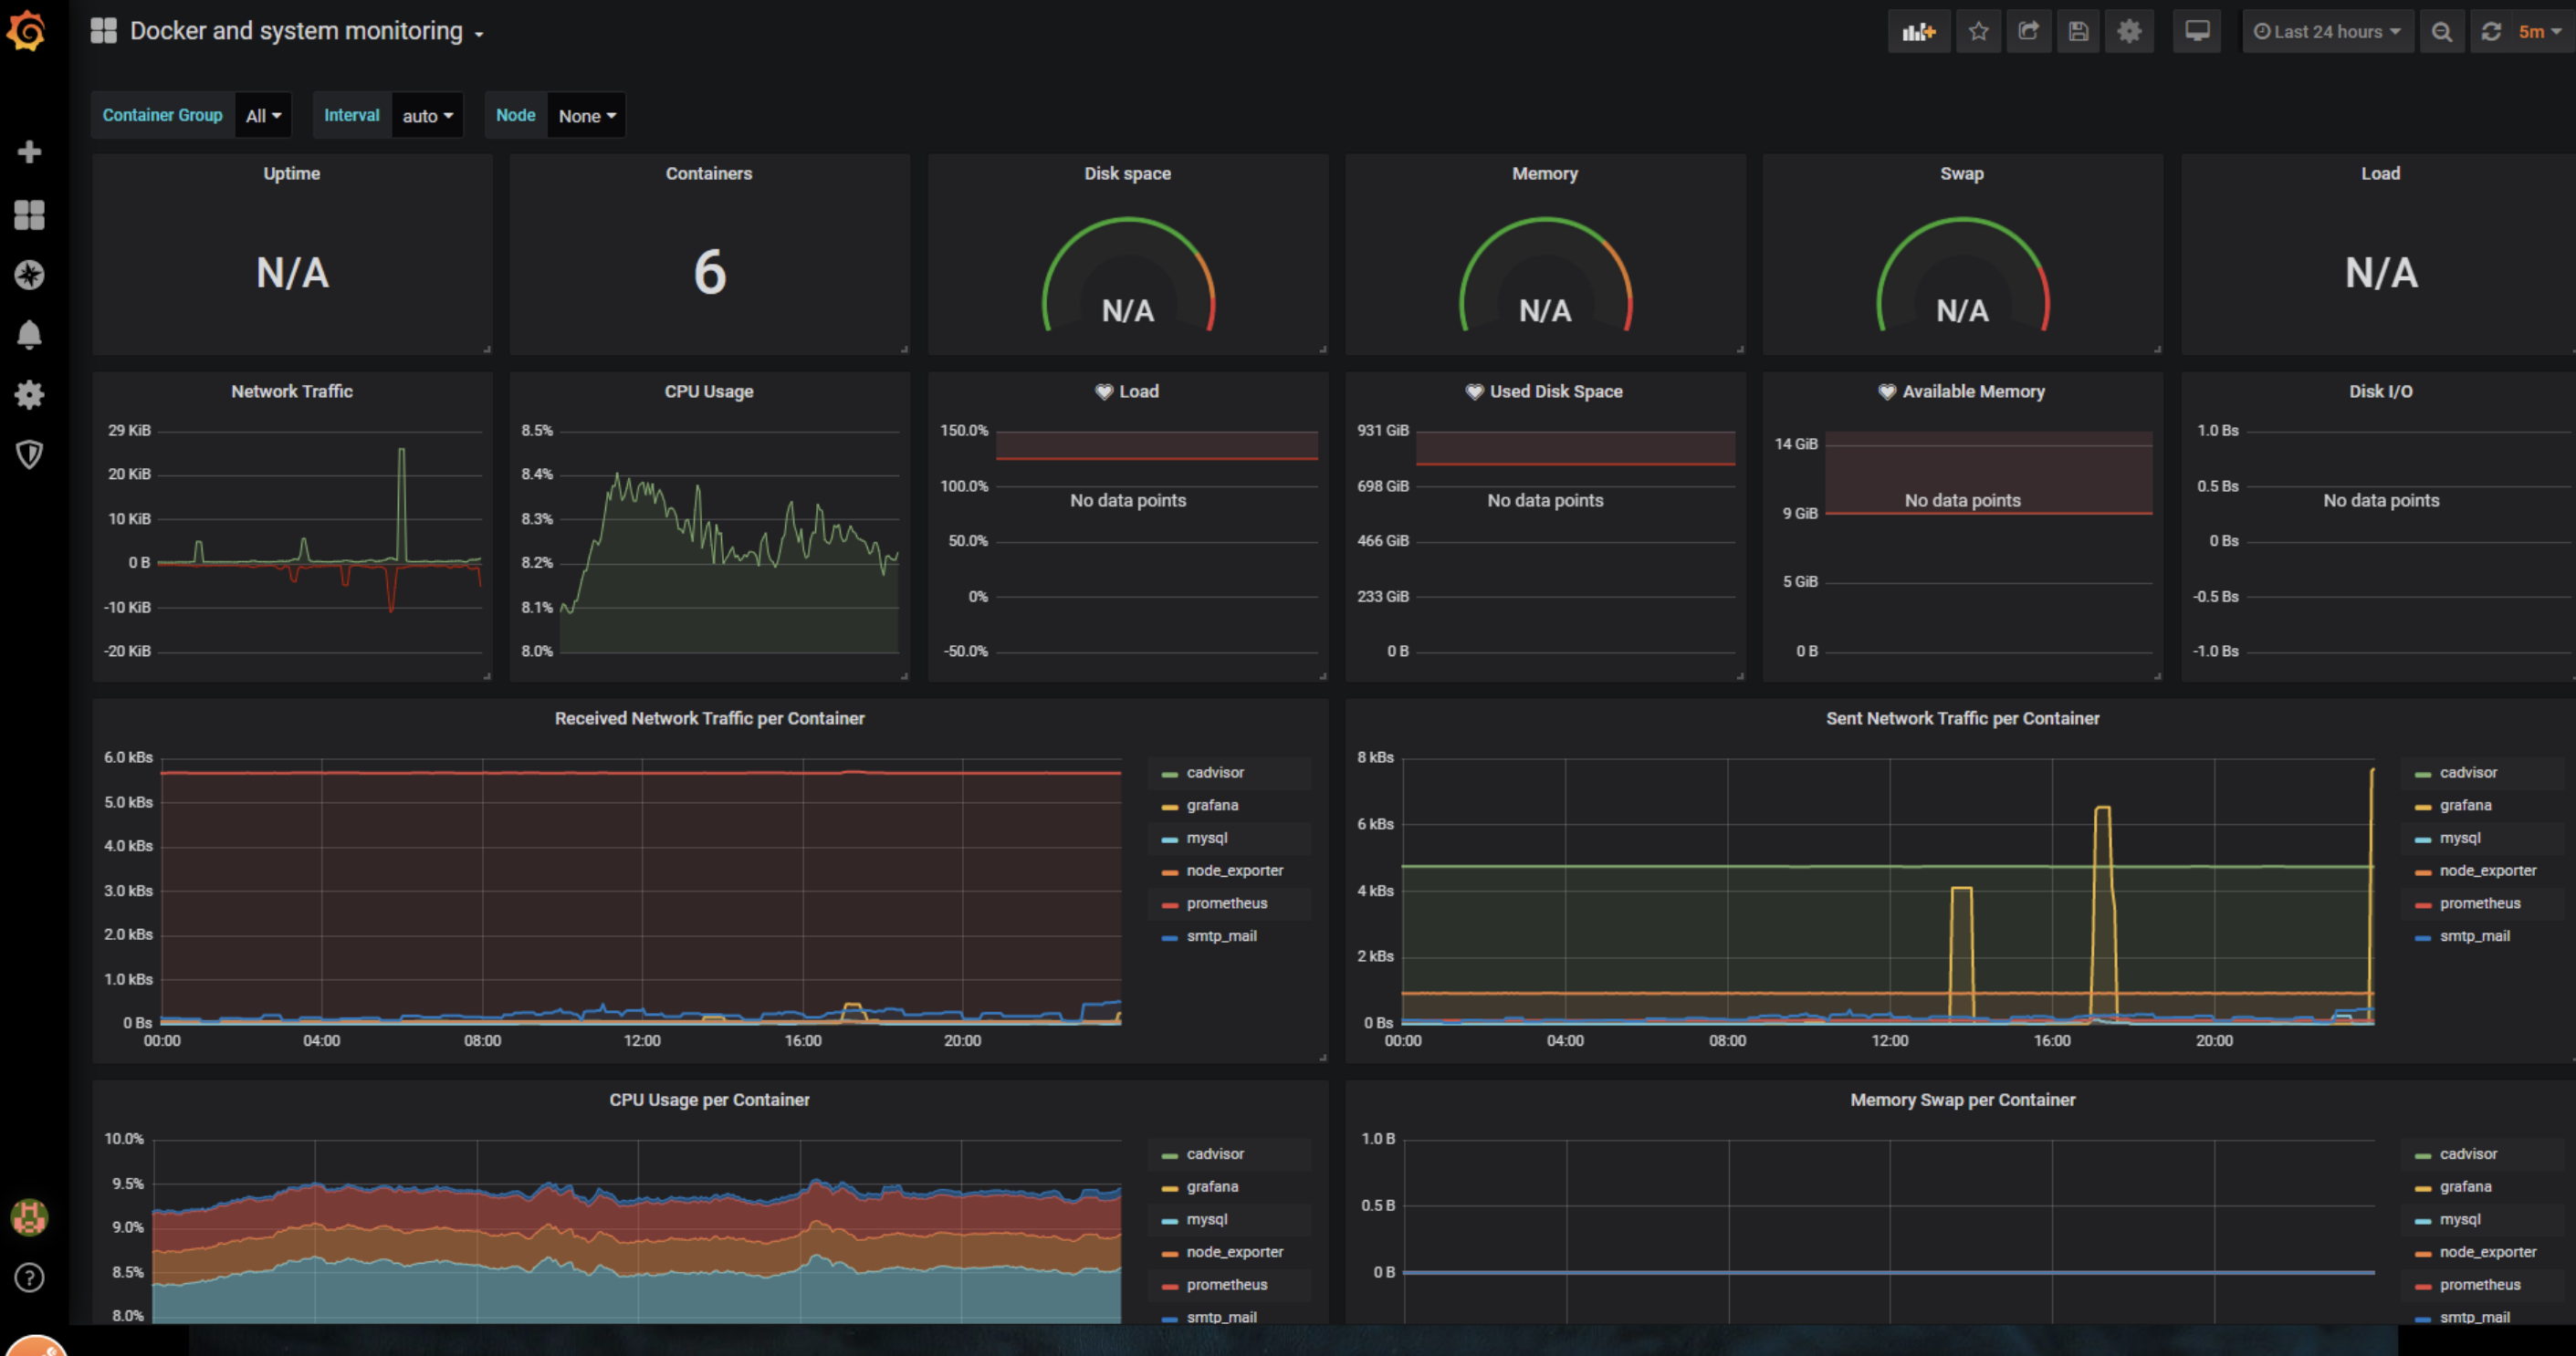 Docker and system monitoring
Last 24 hours
5m
Container Group All
Interval auto
Node None
Uptime
N/A
Containers
6
Disk space
N/A
Memory
N/A
Swap
N/A
Load
N/A
Network Traffic
29 KiB
20 KiB
10 KiB
0 B
-10 KiB
-20 KiB
CPU Usage
8.5%
8.4%
8.3%
8.2%
8.1%
8.0%
Load
150.0%
100.0%
No data points
50.0%
0%
-50.0%
Used Disk Space
931 GiB
698 GiB
No data points
466 GiB
233 GiB
0 B
Available Memory
14 GiB
No data points
9 GiB
5 GiB
0 B
Disk I/O
1.0 Bs
0.5 Bs
No data points
0 Bs
-0.5 Bs
-1.0 Bs
Received Network Traffic per Container
6.0 kBs
5.0 kBs
4.0 kBs
3.0 kBs
2.0 kBs
1.0 kBs
0 Bs
00:00 04:00 08:00 12:00 16:00 20:00
cadvisor
grafana
mysql
node_exporter
prometheus
smtp_mail
Sent Network Traffic per Container
8 kBs
6 kBs
4 kBs
2 kBs
0 Bs
00:00 04:00 08:00 12:00 16:00 20:00
cadvisor
grafana
mysql
node_exporter
prometheus
smtp_mail
CPU Usage per Container
10.0%
9.5%
9.0%
8.5%
8.0%
cadvisor
grafana
mysql
node_exporter
prometheus
smtp_mail
Memory Swap per Container
1.0 B
0.5 B
0 B
cadvisor
grafana
mysql
node_exporter
prometheus
smtp_mail